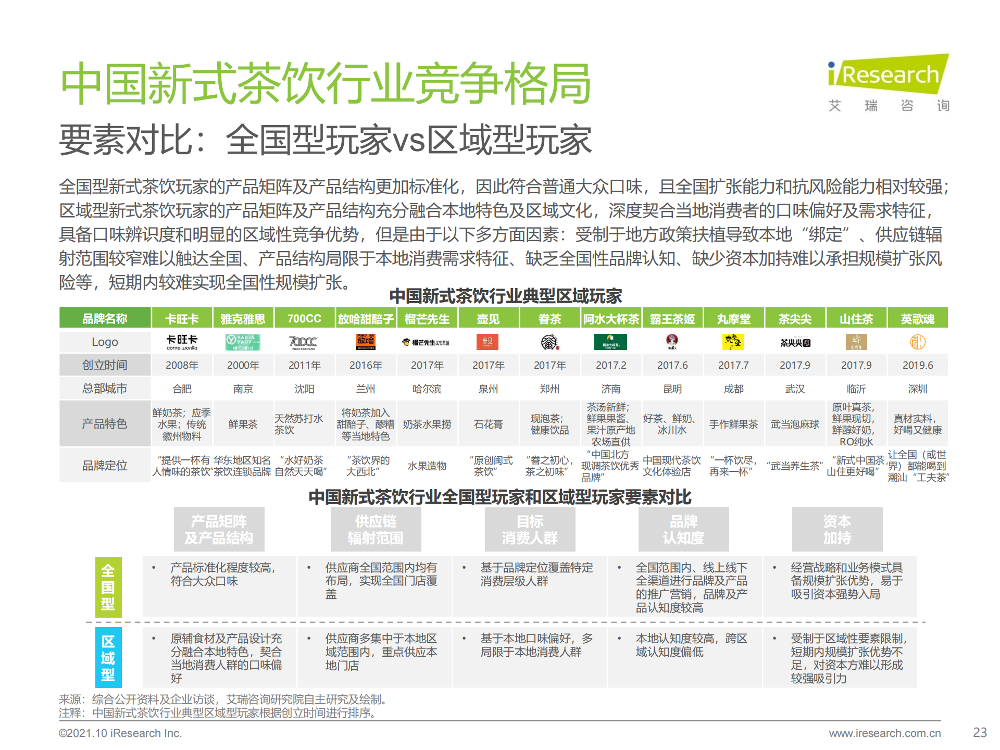 中国新式茶饮行业竞争格局
iResearch
艾瑞咨询
要素对比：全国型玩家vs区域型玩家
全国型新式茶饮玩家的产品矩阵及产品结构更加标准化，因此符合普通大众口味，且全国扩张能力和抗风险能力相对较强；
区域型新式茶饮玩家的产品矩阵及产品结构充分融合本地特色及区域文化，深度契合当地消费者的口味偏好及需求特征，
具备口味辨识度和明显的区域性竞争优势，但是由于以下多方面因素：受制于地方政策扶植导致本地“绑定”、供应链辐
射范围较窄难以触达全国、产品结构局限于本地消费需求特征、缺乏全国性品牌认知、缺少资本加持难以承担规模扩张风
险等，短期内较难实现全国性规模扩张。
中国新式茶饮行业典型区域玩家
品牌名称 卡旺卡 雅克雅思 700CC 放哈甜醅子 榴芒先生 壶见 眷茶 阿水大杯茶 霸王茶姬 丸摩堂 茶尖尖 山住茶 英歌魂
Logo 卡旺卡 放哈 榴芒先生 壶见 茶尖尖
come wonka 700CC
创立时间 2008年 2000年 2011年 2016年 2017年 2017年 2017年 2017.2 2017.6 2017.7 2017.9 2017.9 2019.6
总部城市 合肥 南京 沈阳 兰州 哈尔滨 泉州 郑州 济南 昆明 成都 武汉 临沂 深圳
产品特色
鲜奶茶；应季
水果；传统
徽州物料
鲜果茶
天然苏打水
茶饮
将奶茶加入
甜醅子、醪糟
等当地特色
奶茶水果捞
石花膏
现泡茶；
健康饮品
茶汤新鲜；
鲜果果酱、
果汁原产地
农场直供
好茶、鲜奶、
冰川水
手作鲜果茶
武当泡麻球
原叶真茶，
鲜果现切，
鲜醇好奶，
RO纯水
真材实料，
好喝又健康
品牌定位
“提供一杯有
人情味的茶饮”
华东地区知名
茶饮连锁品牌
“水好奶茶
自然天天喝”
“茶饮界的
大西北”
水果造物
“原创闽式
茶饮”
“眷之初心，
茶之初味”
“中国北方
现调茶饮优秀
品牌”
中国现代茶饮
文化体验店
“一杯饮尽，
再来一杯”
“武当养生茶”
“新式中国茶，
山住更好喝”
让全国（或世
界）都能喝到
潮汕“工夫茶”
中国新式茶饮行业全国型玩家和区域型玩家要素对比
产品矩阵
及产品结构
供应链
辐射范围
目标
消费人群
品牌
认知度
资本
加持
全国型
• 产品标准化程度较高，
符合大众口味
• 供应商全国范围内均有
布局，实现全国门店覆
盖
• 基于品牌定位覆盖特定
消费层级人群
• 全国范围内、线上线下
全渠道进行品牌及产品
的推广营销，品牌及产
品认知度较高
• 经营战略和业务模式具
备规模扩张优势，易于
吸引资本强势入局
区域型
• 原辅食材及产品设计充
分融合本地特色，契合
当地消费人群的口味偏
好
• 供应商多集中于本地区
域范围内，重点供应本
地门店
• 基于本地口味偏好，多
局限于本地消费人群
• 本地认知度较高，跨区
域认知度偏低
• 受制于区域性要素限制，
短期内规模扩张优势不
足，对资本方难以形成
较强吸引力
来源：综合公开资料及企业访谈，艾瑞咨询研究院自主研究及绘制。
注释：中国新式茶饮行业典型区域型玩家根据创立时间进行排序。
©2021.10 iResearch Inc.
www.iresearch.com.cn
23